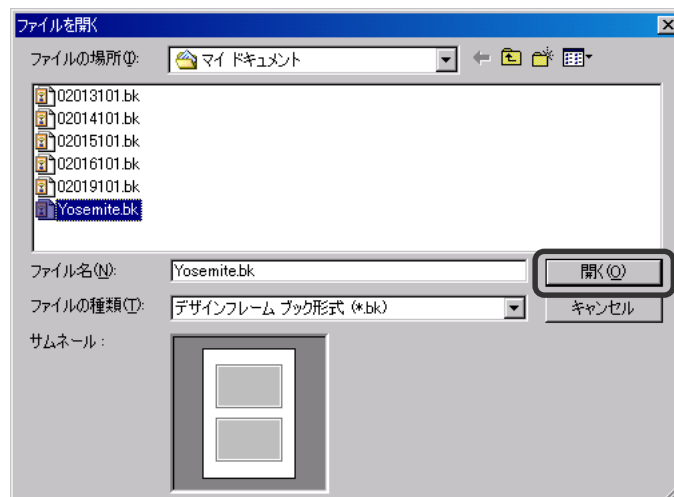 ファイルを開く
ファイルの場所(I):
マイ ドキュメント
02013101.bk
02014101.bk
02015101.bk
02016101.bk
02019101.bk
Yosemite.bk
ファイル名(N):
Yosemite.bk
開く(O)
ファイルの種類(T):
デザインフレーム ブック形式 (*.bk)
キャンセル
サムネール :